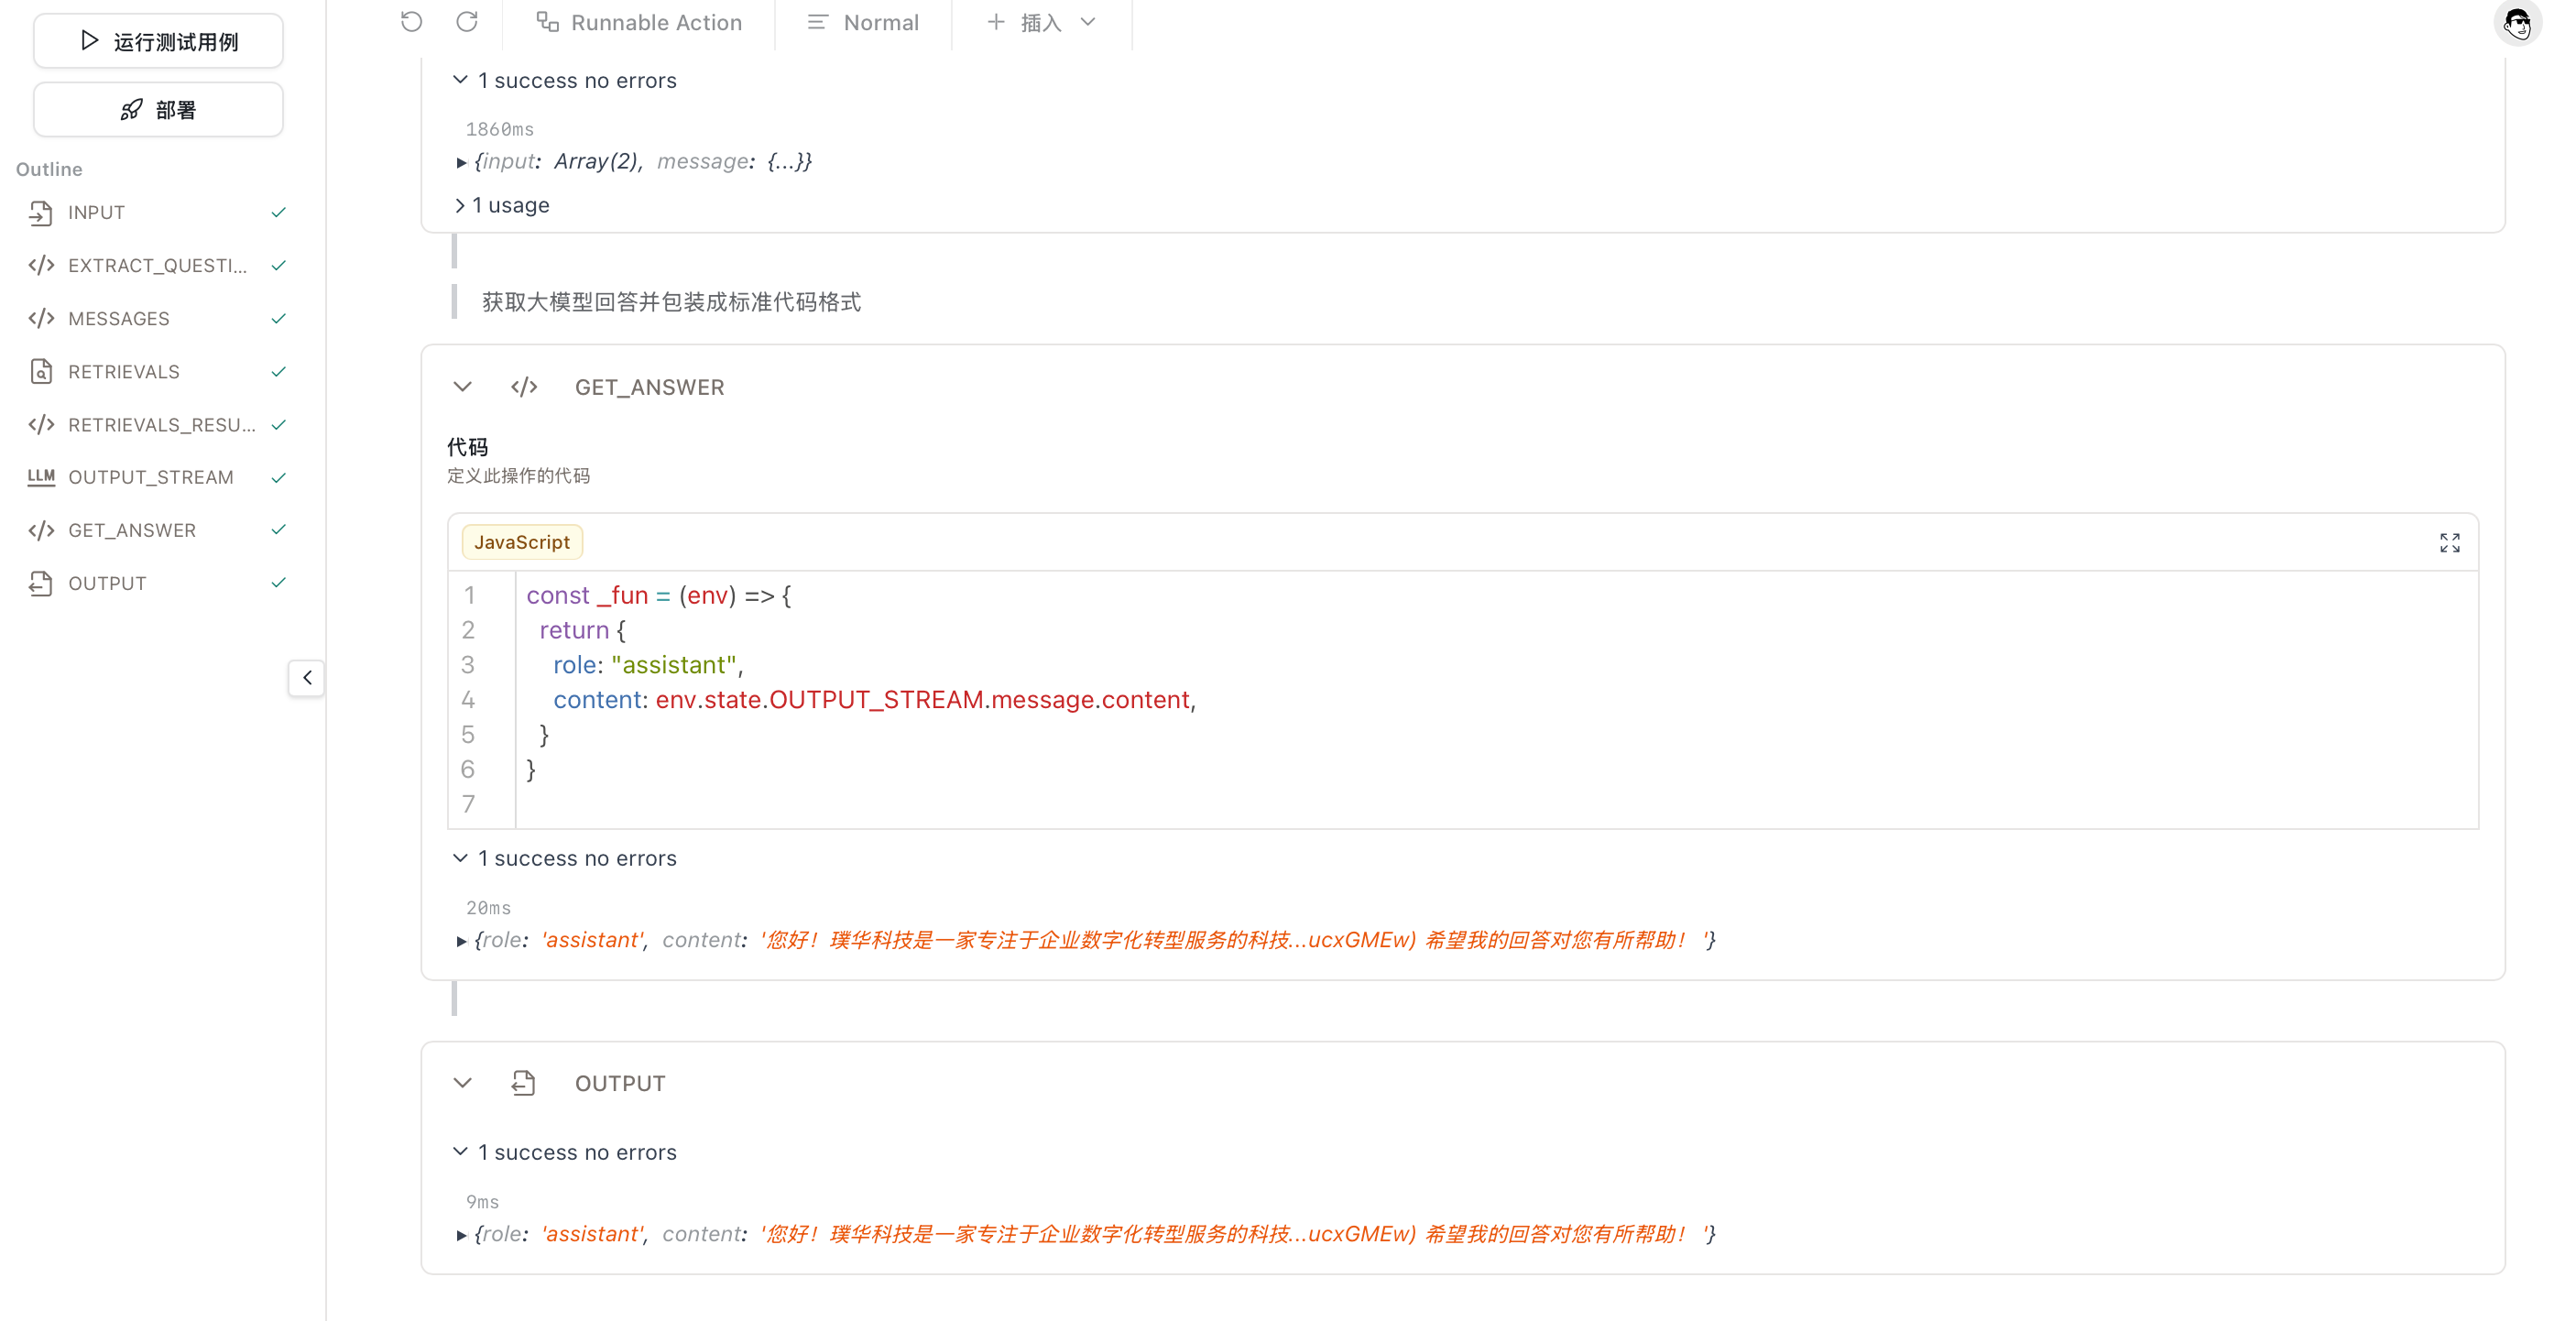 运行测试用例
部署
Outline
INPUT
EXTRACT_QUESTI...
MESSAGES
RETRIEVALS
RETRIEVALS_RESU...
LLM OUTPUT_STREAM
GET_ANSWER
OUTPUT
Runnable Action
Normal
插入
1 success no errors
1860ms
{input: Array(2), message: {...}}
1 usage
获取大模型回答并包装成标准代码格式
GET_ANSWER
代码
定义此操作的代码
JavaScript
1 const _fun = (env) => {
2 return {
3 role: "assistant",
4 content: env.state.OUTPUT_STREAM.message.content,
5 }
6 }
7
1 success no errors
20ms
{role: 'assistant', content: '您好！璞华科技是一家专注于企业数字化转型服务的科技...ucxGMEw) 希望我的回答对您有所帮助！ '}
OUTPUT
1 success no errors
9ms
{role: 'assistant', content: '您好！璞华科技是一家专注于企业数字化转型服务的科技...ucxGMEw) 希望我的回答对您有所帮助！ '}